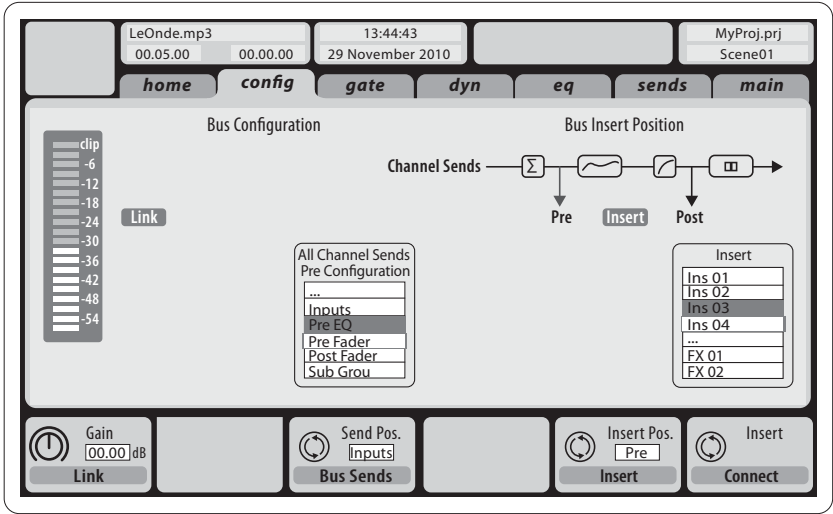 LeOnde.mp3
00.05.00 00.00.00
13:44:43
29 November 2010
MyProj.prj
Scene01
home config gate dyn eq sends main
Bus Configuration
Bus Insert Position
clip
-6
-12
-18
-24
-30
-36
-42
-48
-54
Link
Channel Sends
Σ
Pre Insert Post
All Channel Sends
Pre Configuration
...
Inputs
Pre EQ
Pre Fader
Post Fader
Sub Grou
Insert
Ins 01
Ins 02
Ins 03
Ins 04
...
FX 01
FX 02
Gain
00.00 dB
Link
Send Pos.
Inputs
Bus Sends
Insert Pos.
Pre
Insert
Insert
Connect